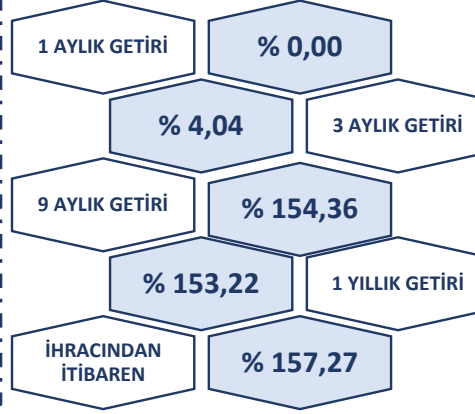 1 AYLIK GETİRİ
% 0,00
% 4,04
3 AYLIK GETİRİ
9 AYLIK GETİRİ
% 154,36
% 153,22
1 YILLIK GETİRİ
İHRACINDAN
İTİBAREN
% 157,27